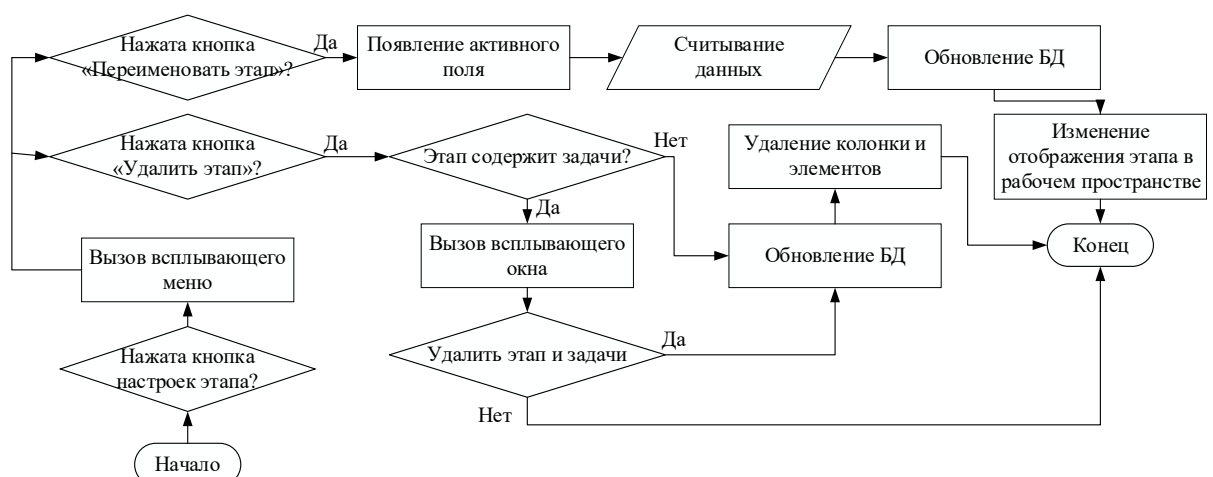 Нажата кнопка
«Переименовать этап»?
Да
Появление активного
поля
Считывание
данных
Обновление БД
Нажата кнопка
«Удалить этап»?
Да
Этап содержит задачи?
Нет
Удаление колонки и
элементов
Изменение
отображения этапа в
рабочем пространстве
Да
Вызов всплывающего
меню
Вызов всплывающего
окна
Обновление БД
Конец
Нажата кнопка
настроек этапа?
Удалить этап и задачи
Да
Нет
Начало